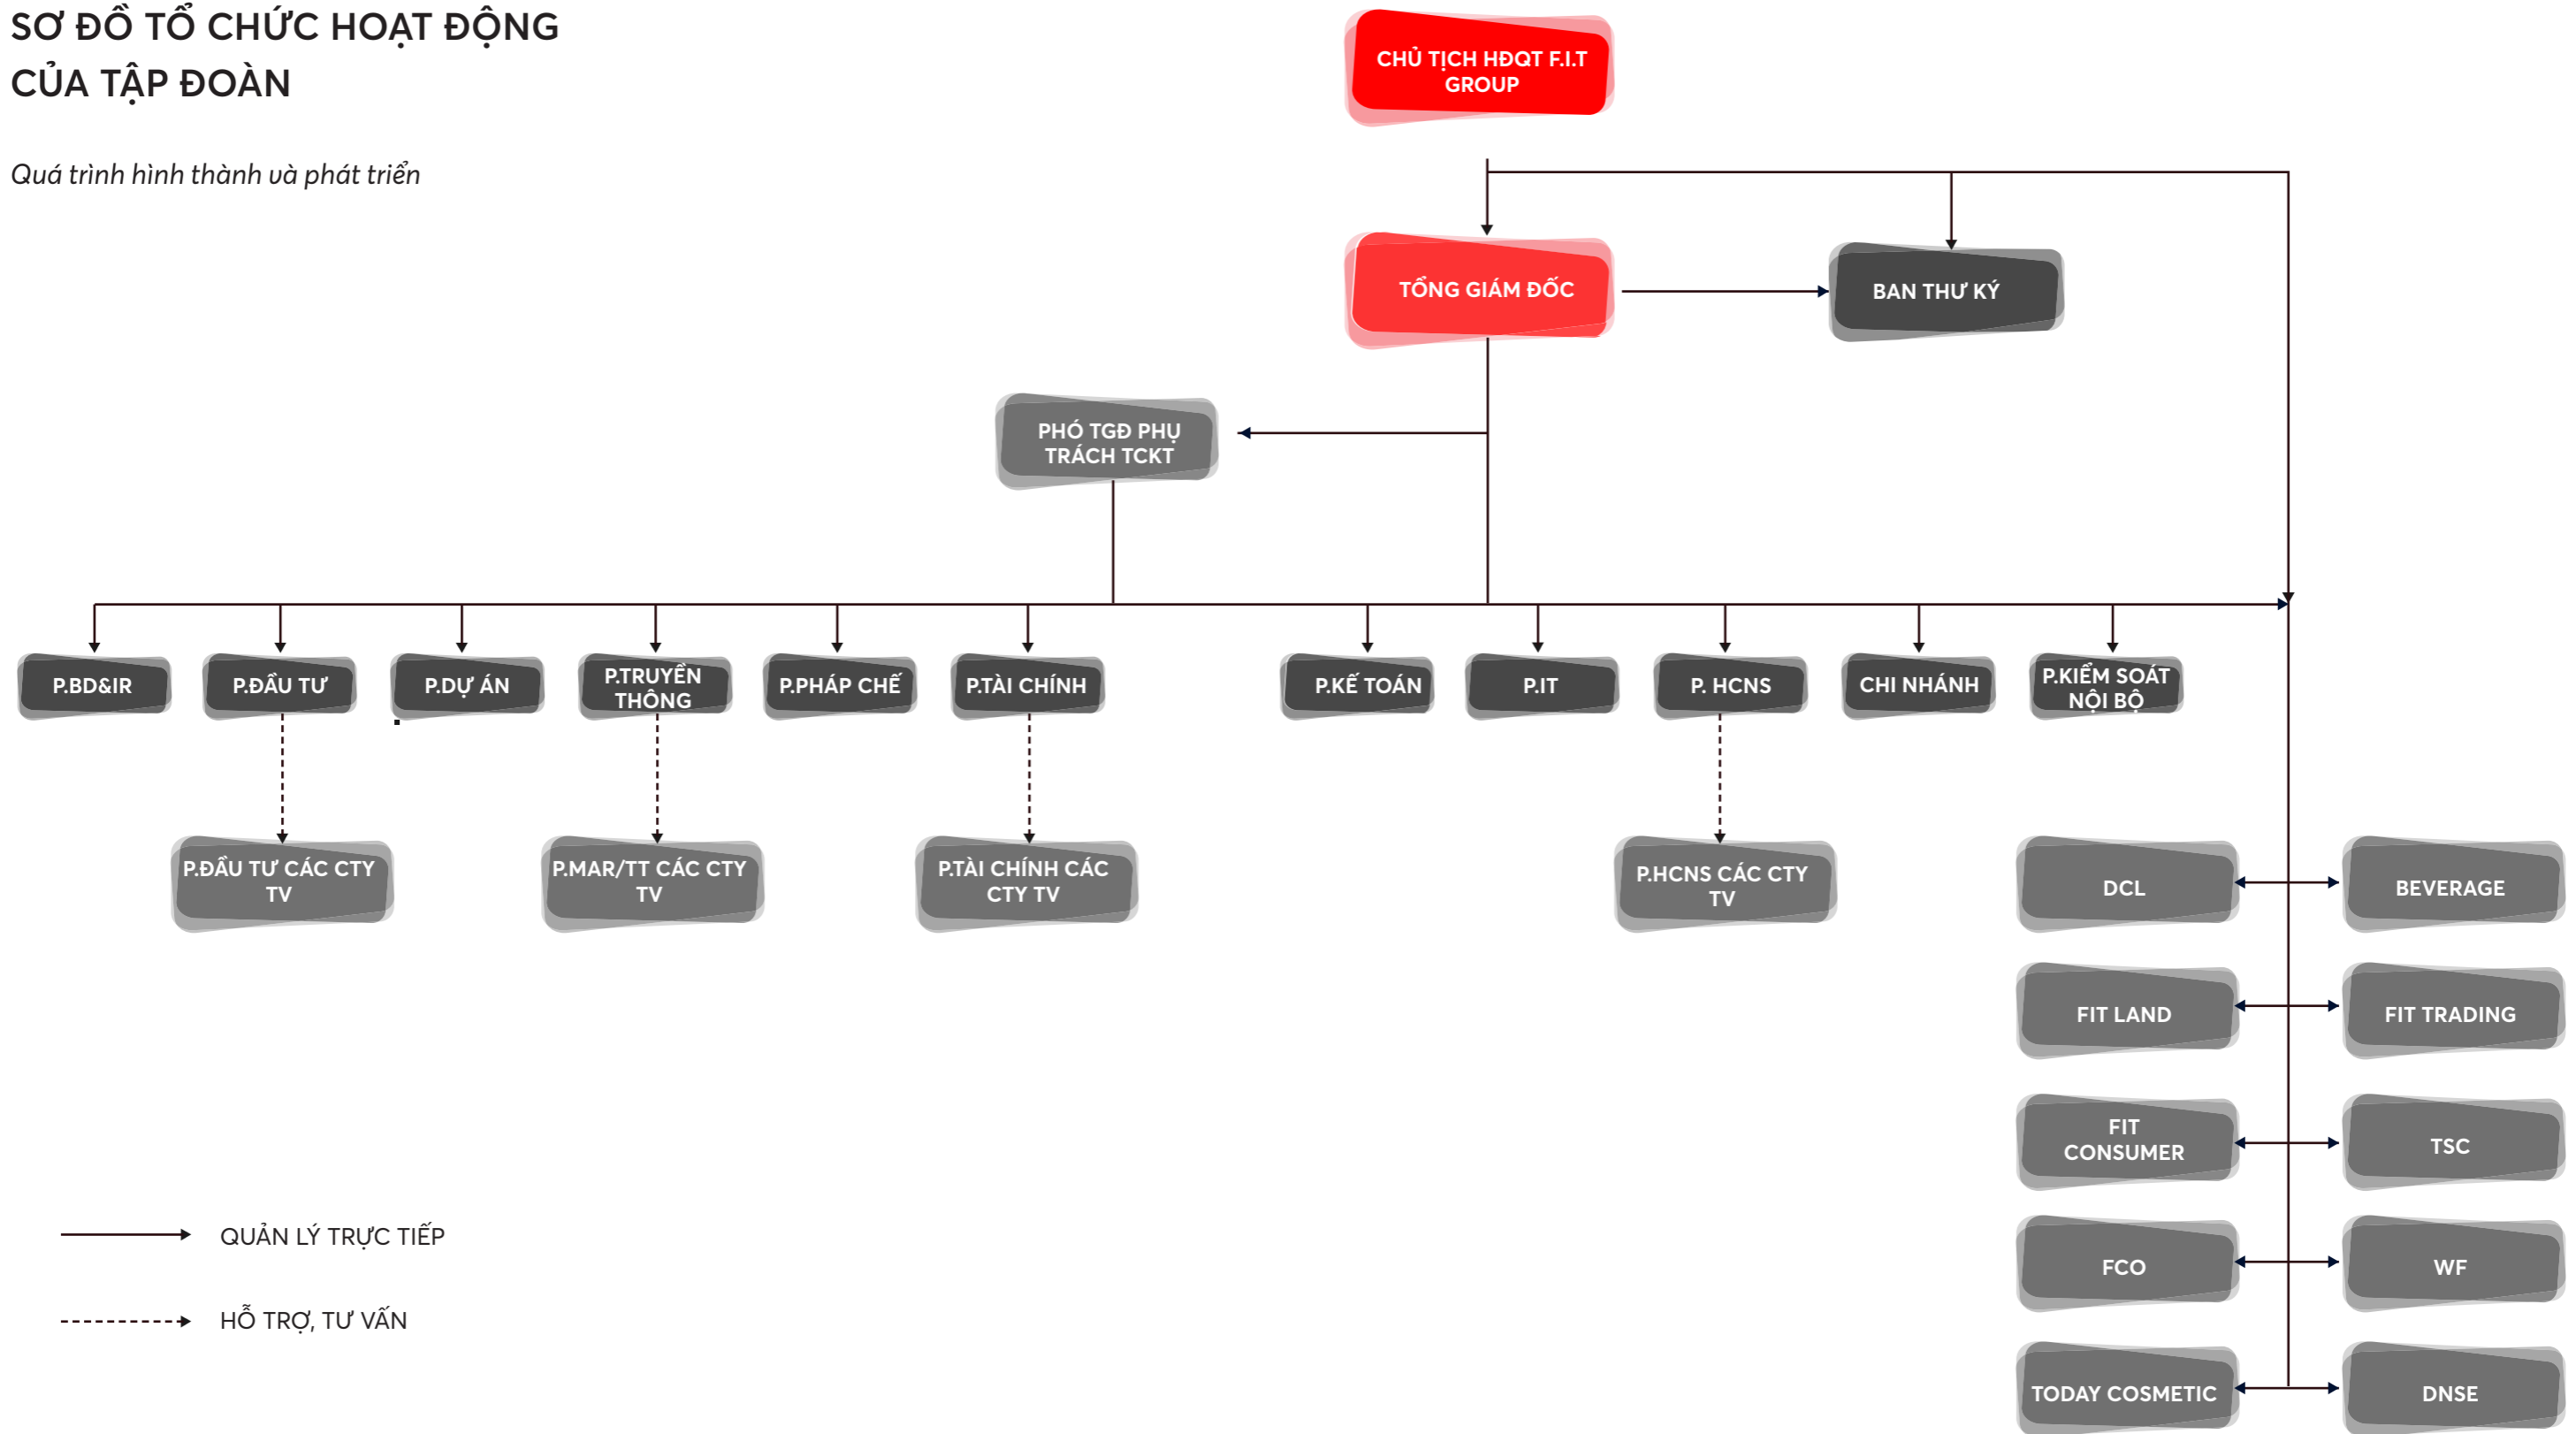 SƠ ĐỒ TỔ CHỨC HOẠT ĐỘNG
CỦA TẬP ĐOÀN
Quá trình hình thành và phát triển
CHỦ TỊCH HĐQT F.I.T
GROUP
TỔNG GIÁM ĐỐC
BAN THƯ KÝ
PHÓ TGĐ PHỤ
TRÁCH TCKT
P.BD&IR
P.ĐẦU TƯ
P.DỰ ÁN
P.TRUYỀN
THÔNG
P.PHÁP CHẾ
P.TÀI CHÍNH
P.KẾ TOÁN
P.IT
P. HCNS
CHI NHÁNH
P.KIỂM SOÁT
NỘI BỘ
P.ĐẦU TƯ CÁC CTY
TV
P.MAR/TT CÁC CTY
TV
P.TÀI CHÍNH CÁC
CTY TV
P.HCNS CÁC CTY
TV
DCL
BEVERAGE
FIT LAND
FIT TRADING
FIT
CONSUMER
TSC
FCO
WF
TODAY COSMETIC
DNSE
QUẢN LÝ TRỰC TIẾP
HỖ TRỢ, TƯ VẤN